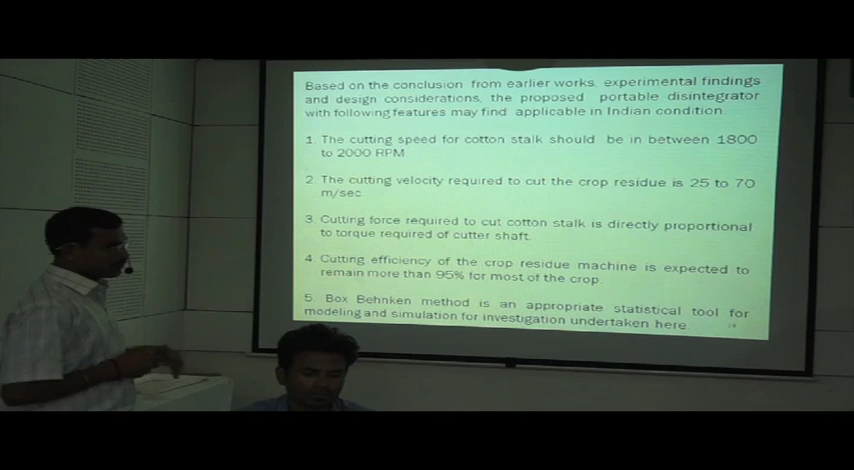 Based on the conclusion from earlier works, experimental findings
and design considerations, the proposed portable disintegrator
with following features may find applicable in Indian condition.
1. The cutting speed for cotton stalk should be in between 1800
to 2000 RPM
2. The cutting velocity required to cut the crop residue is 25 to 70
m/sec.
3. Cutting force required to cut cotton stalk is directly proportional
to torque required of cutter shaft.
4. Cutting efficiency of the crop residue machine is expected to
remain more than 95% for most of the crop.
5. Box Behnken method is an appropriate statistical tool for
modeling and simulation for investigation undertaken here.